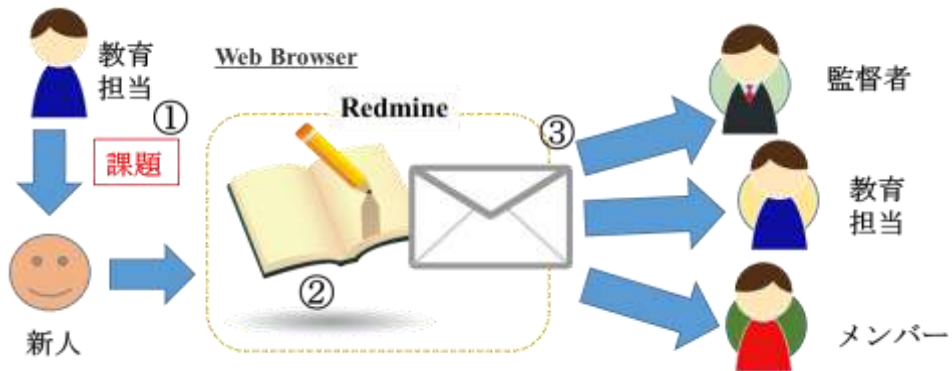 教育
担当
①
課題
新人
Web Browser
Redmine
②
③
監督者
教育
担当
メンバー